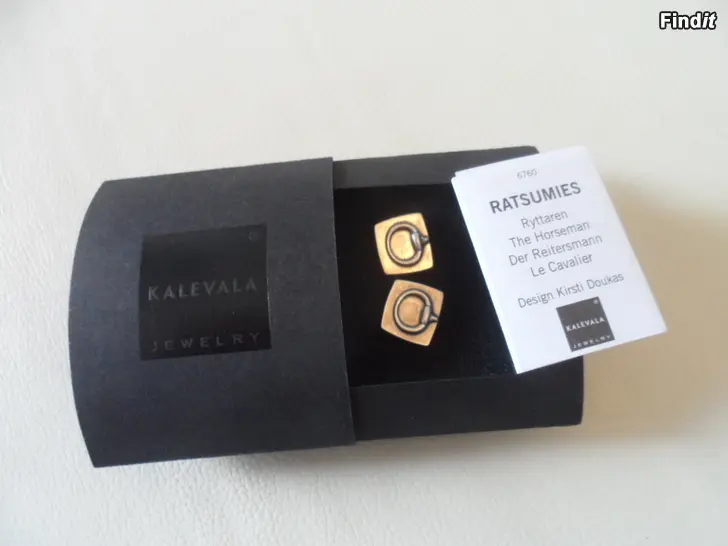 Findit
KALEVALA
JEWELRY
6760
RATSUMIES
Ryttaren
The Horseman
Der Reitersmann
Le Cavalier
Design Kirsti Doukas
KALEVALA
JEWELRY